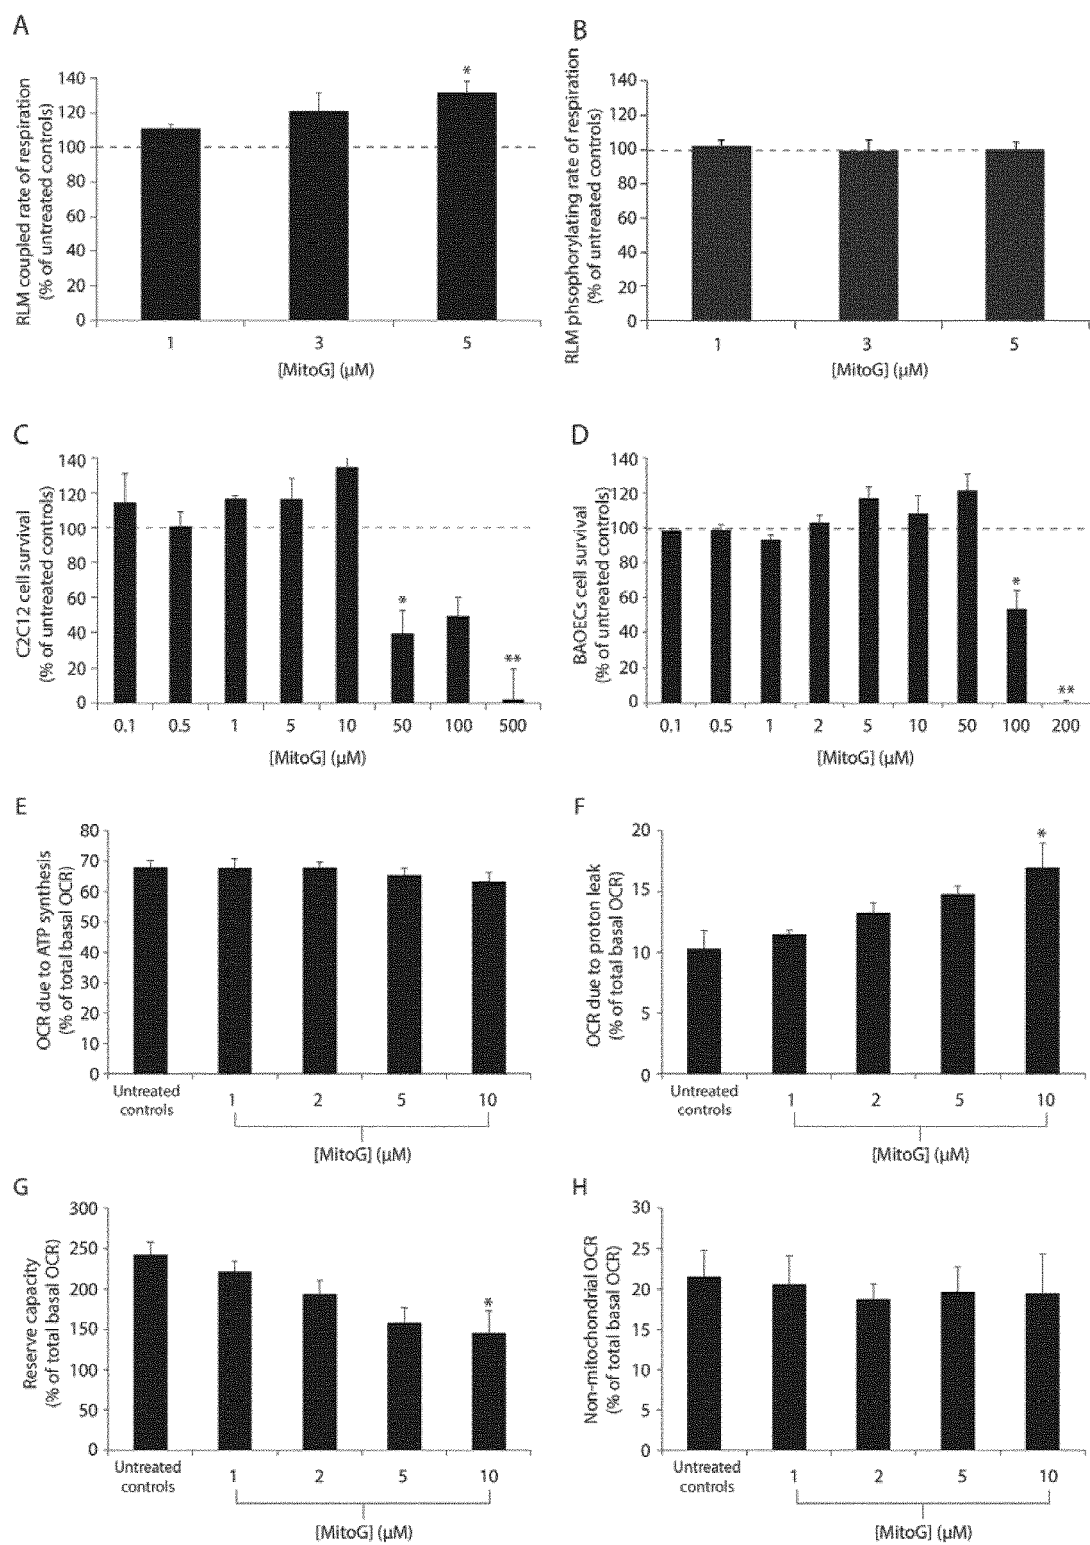 A
RLM coupled rate of respiration
(% of untreated controls)
140
120
100
80
60
40
20
0
*
1 3 5
[MitoG] (µM)
B
RLM phsophorylating rate of respiration
(% of untreated controls)
140
120
100
80
60
40
20
0
1 3 5
[MitoG] (µM)
C
C2C12 cell survival
(% of untreated controls)
140
120
100
80
60
40
20
0
*
**
0.1 0.5 1 5 10 50 100 500
[MitoG] (µM)
D
BAOECs cell survival
(% of untreated controls)
140
120
100
80
60
40
20
0
*
**
0.1 0.5 1 2 5 10 50 100 200
[MitoG] (µM)
E
OCR due to ATP synthesis
(% of total basal OCR)
80
70
60
50
40
30
20
10
0
Untreated
controls
1 2 5 10
[MitoG] (µM)
F
OCR due to proton leak
(% of total basal OCR)
20
15
10
5
0
*
Untreated
controls
1 2 5 10
[MitoG] (µM)
G
Reserve capacity
(% of total basal OCR)
300
250
200
150
100
50
0
*
Untreated
controls
1 2 5 10
[MitoG] (µM)
H
Non-mitochondrial OCR
(% of total basal OCR)
30
25
20
15
10
5
0
Untreated
controls
1 2 5 10
[MitoG] (µM)